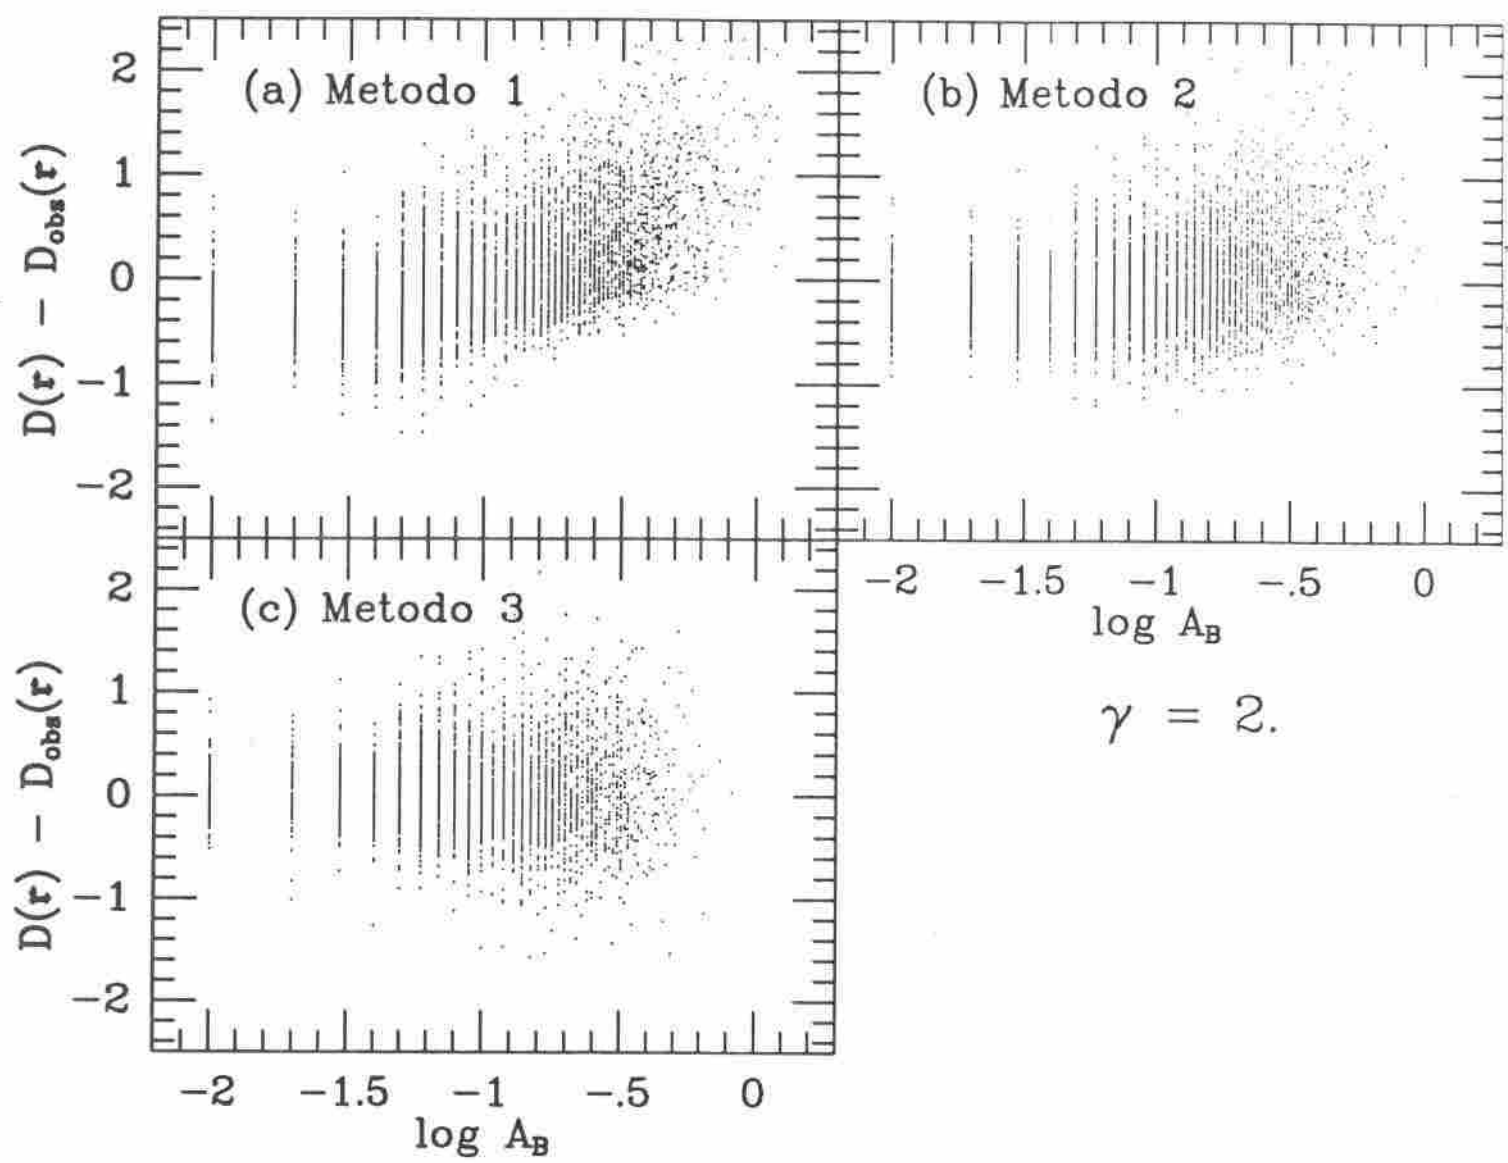 (a) Metodo 1
(b) Metodo 2
2
1
0
−1
−2
D(r) − D_obs(r)
−2 −1.5 −1 −.5 0
log A_B
(c) Metodo 3
2
1
0
−1
−2
D(r) − D_obs(r)
γ = 2.
−2 −1.5 −1 −.5 0
log A_B